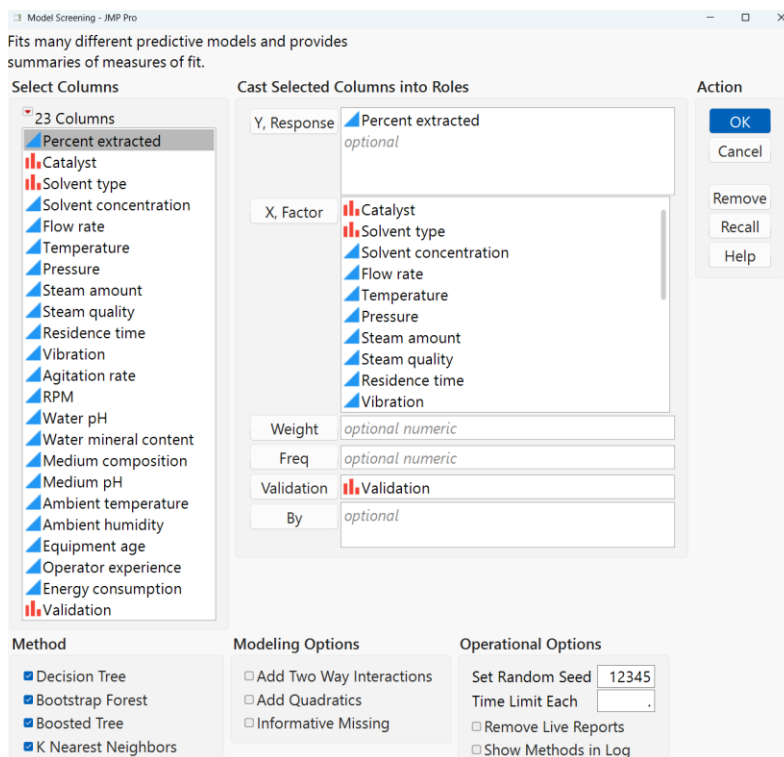 Model Screening - JMP Pro
Fits many different predictive models and provides
summaries of measures of fit.
Select Columns
23 Columns
Percent extracted
Catalyst
Solvent type
Solvent concentration
Flow rate
Temperature
Pressure
Steam amount
Steam quality
Residence time
Vibration
Agitation rate
RPM
Water pH
Water mineral content
Medium composition
Medium pH
Ambient temperature
Ambient humidity
Equipment age
Operator experience
Energy consumption
Validation
Cast Selected Columns into Roles
Y, Response
Percent extracted
optional
X, Factor
Catalyst
Solvent type
Solvent concentration
Flow rate
Temperature
Pressure
Steam amount
Steam quality
Residence time
Vibration
Weight optional numeric
Freq optional numeric
Validation Validation
By optional
Action
OK
Cancel
Remove
Recall
Help
Method
Decision Tree
Bootstrap Forest
Boosted Tree
K Nearest Neighbors
Modeling Options
Add Two Way Interactions
Add Quadratics
Informative Missing
Operational Options
Set Random Seed 12345
Time Limit Each .
Remove Live Reports
Show Methods in Log